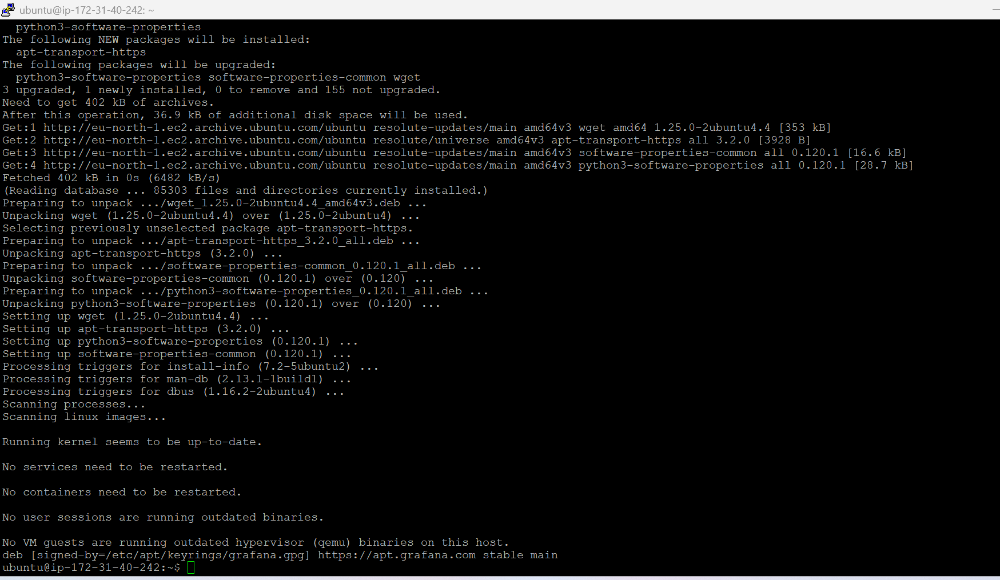 ubuntu@ip-172-31-40-242: ~
  python3-software-properties
The following NEW packages will be installed:
  apt-transport-https
The following packages will be upgraded:
  python3-software-properties software-properties-common wget
3 upgraded, 1 newly installed, 0 to remove and 155 not upgraded.
Need to get 402 kB of archives.
After this operation, 36.9 kB of additional disk space will be used.
Get:1 http://eu-north-1.ec2.archive.ubuntu.com/ubuntu resolute-updates/main amd64v3 wget amd64 1.25.0-2ubuntu4.4 [353 kB]
Get:2 http://eu-north-1.ec2.archive.ubuntu.com/ubuntu resolute/universe amd64v3 apt-transport-https all 3.2.0 [3928 B]
Get:3 http://eu-north-1.ec2.archive.ubuntu.com/ubuntu resolute-updates/main amd64v3 software-properties-common all 0.120.1 [16.6 kB]
Get:4 http://eu-north-1.ec2.archive.ubuntu.com/ubuntu resolute-updates/main amd64v3 python3-software-properties all 0.120.1 [28.7 kB]
Fetched 402 kB in 0s (6482 kB/s)
(Reading database ... 85303 files and directories currently installed.)
Preparing to unpack .../wget_1.25.0-2ubuntu4.4_amd64v3.deb ...
Unpacking wget (1.25.0-2ubuntu4.4) over (1.25.0-2ubuntu4) ...
Selecting previously unselected package apt-transport-https.
Preparing to unpack .../apt-transport-https_3.2.0_all.deb ...
Unpacking apt-transport-https (3.2.0) ...
Preparing to unpack .../software-properties-common_0.120.1_all.deb ...
Unpacking software-properties-common (0.120.1) over (0.120) ...
Preparing to unpack .../python3-software-properties_0.120.1_all.deb ...
Unpacking python3-software-properties (0.120.1) over (0.120) ...
Setting up wget (1.25.0-2ubuntu4.4) ...
Setting up apt-transport-https (3.2.0) ...
Setting up python3-software-properties (0.120.1) ...
Setting up software-properties-common (0.120.1) ...
Processing triggers for install-info (7.2-5ubuntu2) ...
Processing triggers for man-db (2.13.1-1build1) ...
Processing triggers for dbus (1.16.2-2ubuntu4) ...
Scanning processes...
Scanning linux images...

Running kernel seems to be up-to-date.

No services need to be restarted.

No containers need to be restarted.

No user sessions are running outdated binaries.

No VM guests are running outdated hypervisor (qemu) binaries on this host.
deb [signed-by=/etc/apt/keyrings/grafana.gpg] https://apt.grafana.com stable main
ubuntu@ip-172-31-40-242:~$